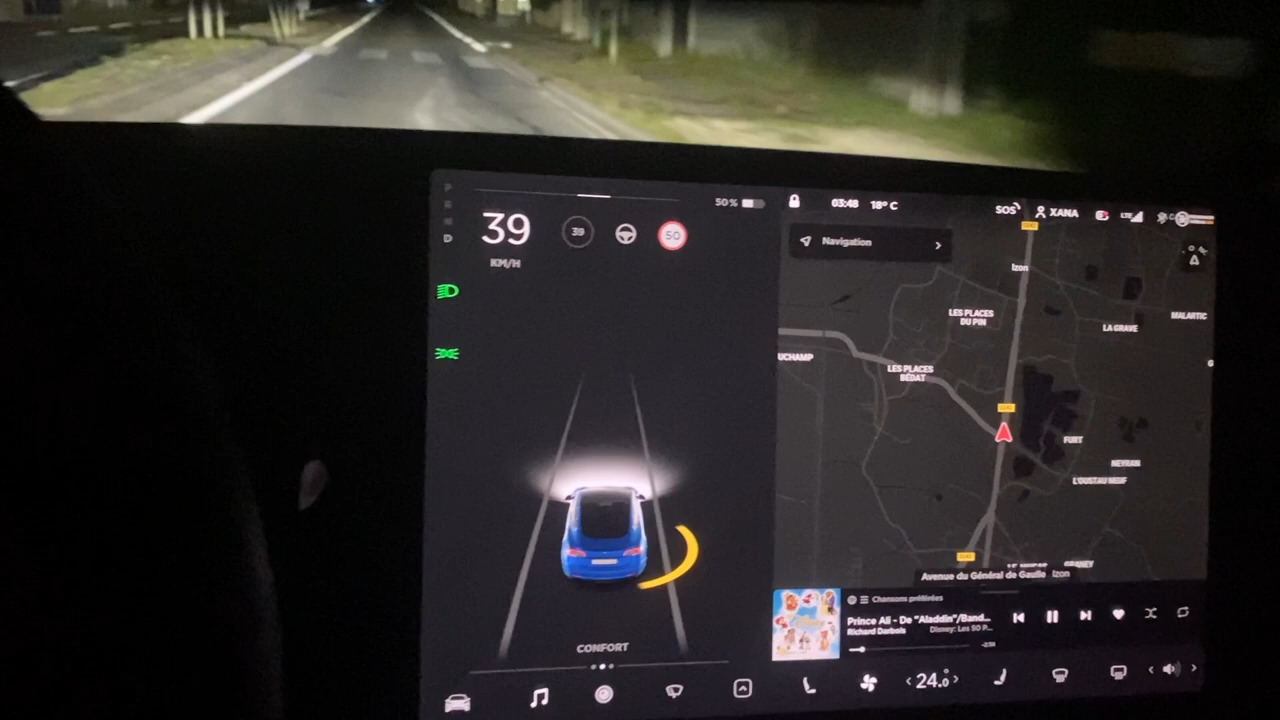 P
R
N
D
50 %
39
KM/H
39
50
03:48 18° C
SOS
XANA
LTE
Navigation
Izon
LES PLACES
DU PIN
MALARTIC
LA GRAVE
UCHAMP
LES PLACES
BÉDAT
FURT
NEYRAN
L'OUSTAU NEUF
Avenue du Général de Gaulle Izon
CONFORT
Chansons préférées
Prince Ali - De "Aladdin"/Band...
Richard Darbois Disney: Les 50 P...
24.0